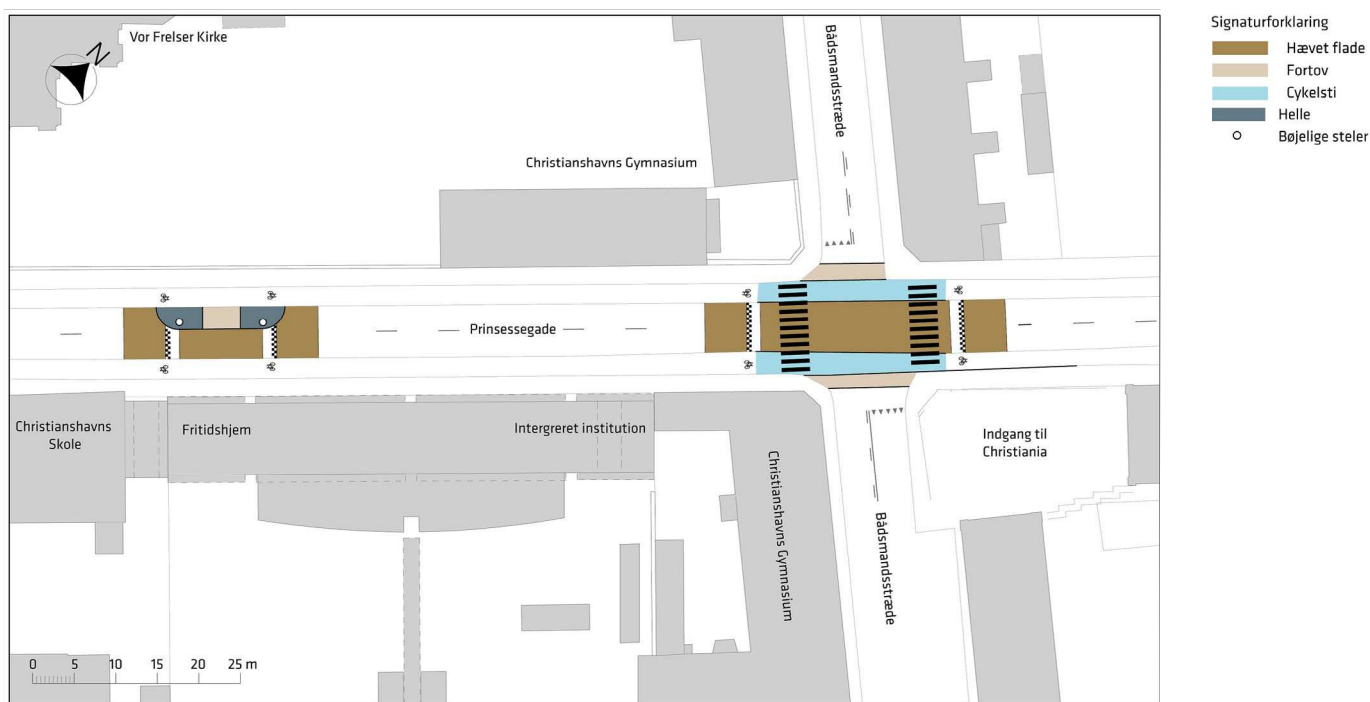 Vor Frelser Kirke
N
Bådsmandsstræde
Christianshavns Gymnasium
Prinsessegade
Christianshavns
Skole
Fritidshjem
Intergreret institution
Christianshavns Gymnasium
Bådsmandsstræde
Indgang til
Christiania
0 5 10 15 20 25 m
Signaturforklaring
Hævet flade
Fortov
Cykelsti
Helle
Bøjelige steler